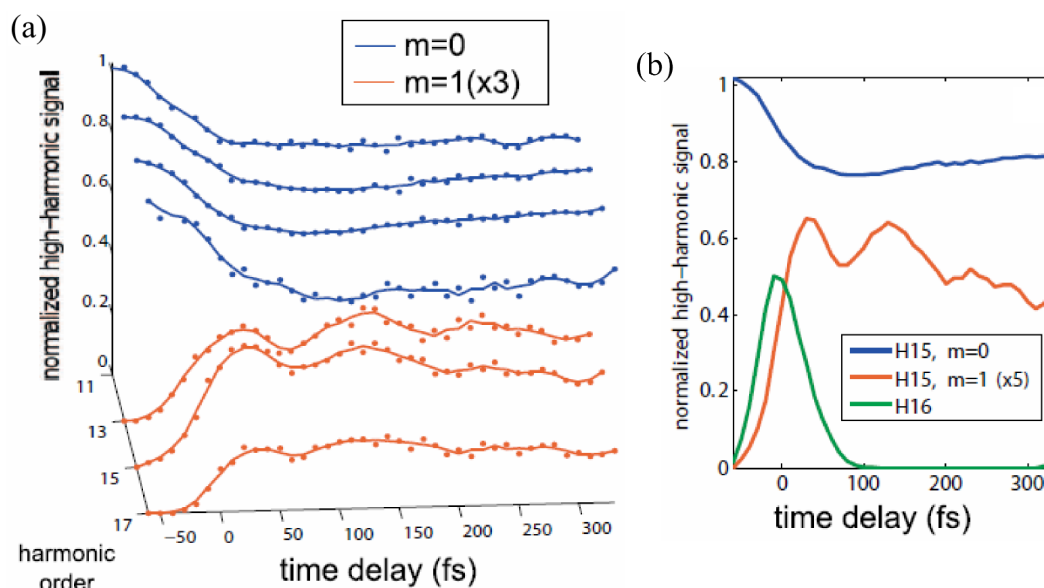 (a)
m=0
m=1(x3)
normalized high-harmonic signal
1
0.8
0.6
0.4
0.2
0
11
13
15
17
harmonic
order
-50
0
50
100
150
200
250
300
time delay (fs)
(b)
normalized high-harmonic signal
1
0.8
0.6
0.4
0.2
0
H15, m=0
H15, m=1 (x5)
H16
0
100
200
300
time delay (fs)